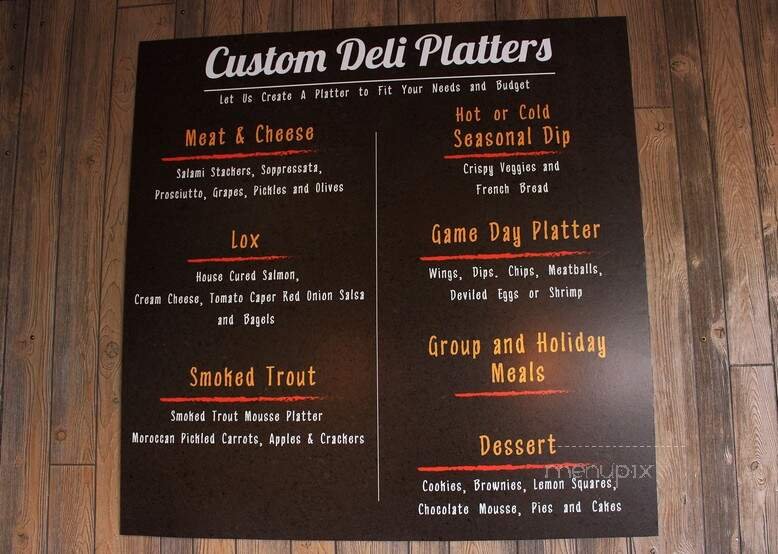 Custom Deli Platters
Let Us Create A Platter to Fit Your Needs and Budget
Meat & Cheese
Salami Stackers, Soppressata,
Prosciutto, Grapes, Pickles and Olives
Lox
House Cured Salmon,
Cream Cheese, Tomato Caper Red Onion Salsa
and Bagels
Smoked Trout
Smoked Trout Mousse Platter
Moroccan Pickled Carrots, Apples & Crackers
Hot or Cold
Seasonal Dip
Crispy Veggies and
French Bread
Game Day Platter
Wings, Dips. Chips, Meatballs,
Deviled Eggs or Shrimp
Group and Holiday
Meals
Dessert
Cookies, Brownies, Lemon Squares,
Chocolate Mousse, Pies and Cakes
menupix